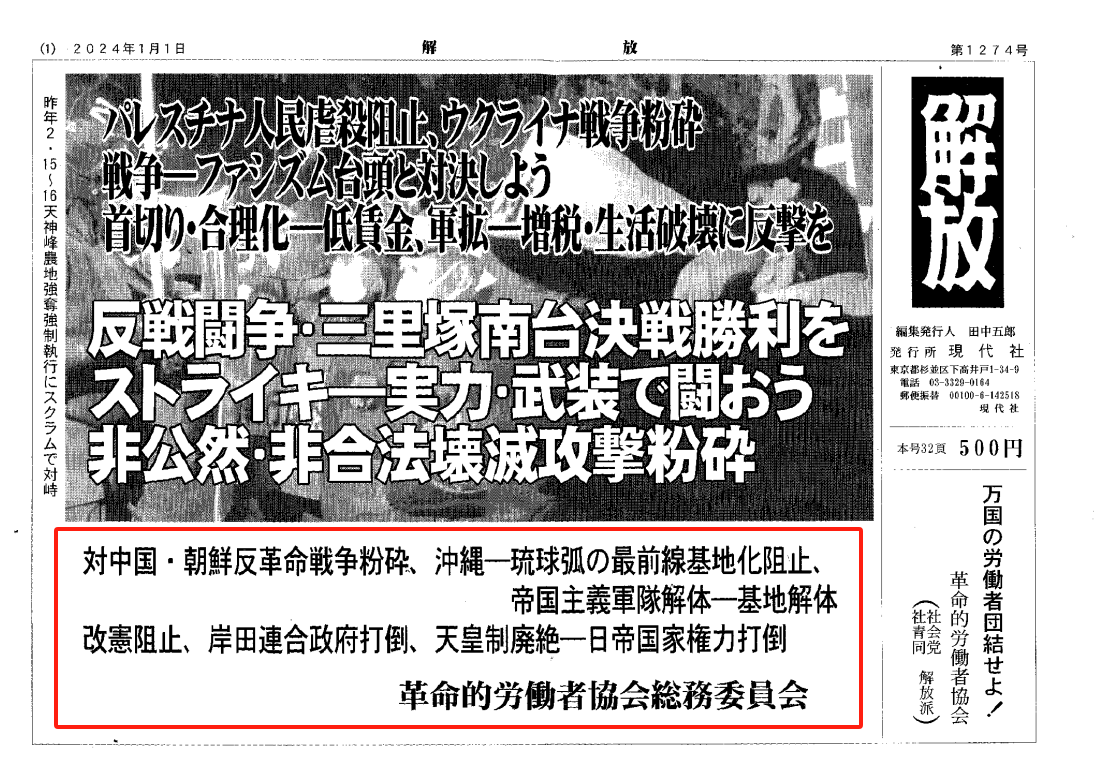 (1) 2024年1月1日
解放
第1274号
パレスチナ人民虐殺阻止、ウクライナ戦争粉砕
戦争―ファシズム台頭と対決しよう
首切り・合理化―低賃金、軍拡―増税・生活破壊に反撃を
反戦闘争・三里塚南台決戦勝利を
ストライキ―実力・武装で闘おう
非公然・非合法壊滅攻撃粉砕
昨年2・15～16天神峰農地強奪強制執行にスクラムで対峙
対中国・朝鮮反革命戦争粉砕、沖縄―琉球弧の最前線基地化阻止、
帝国主義軍隊解体―基地解体
改憲阻止、岸田連合政府打倒、天皇制廃絶―日帝国家権力打倒
革命的労働者協会総務委員会
解放
編集発行人 田中五郎
発行所 現代社
東京都杉並区下高井戸1-34-9
電話 03-3329-0164
郵便振替 00100-6-142518
現代社
本号32頁 500円
万国の労働者団結せよ!
革命的労働者協会
(社会党
社青同 解放派)